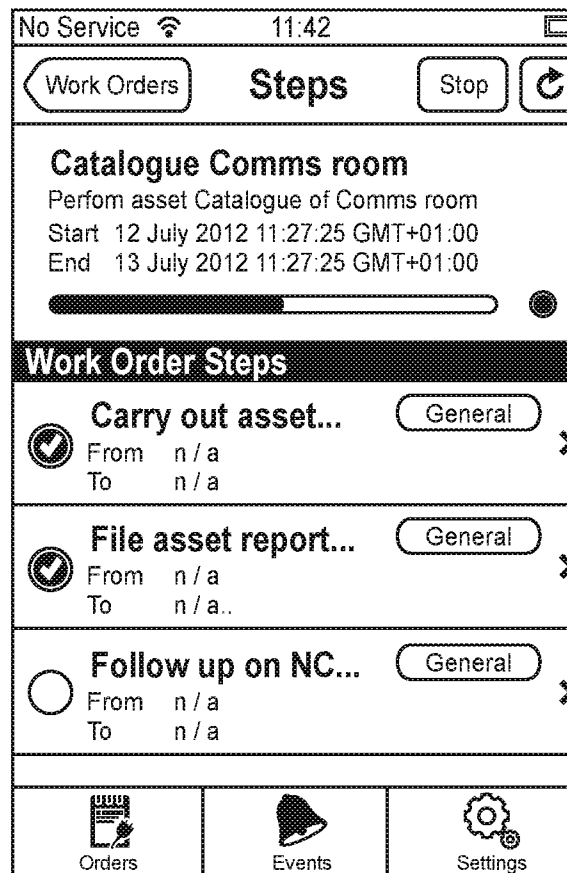 No Service 11:42
Work Orders Steps Stop
Catalogue Comms room
Perfom asset Catalogue of Comms room
Start 12 July 2012 11:27:25 GMT+01:00
End 13 July 2012 11:27:25 GMT+01:00
Work Order Steps
Carry out asset... General
From n / a
To n / a
File asset report... General
From n / a
To n / a..
Follow up on NC... General
From n / a
To n / a
Orders Events Settings